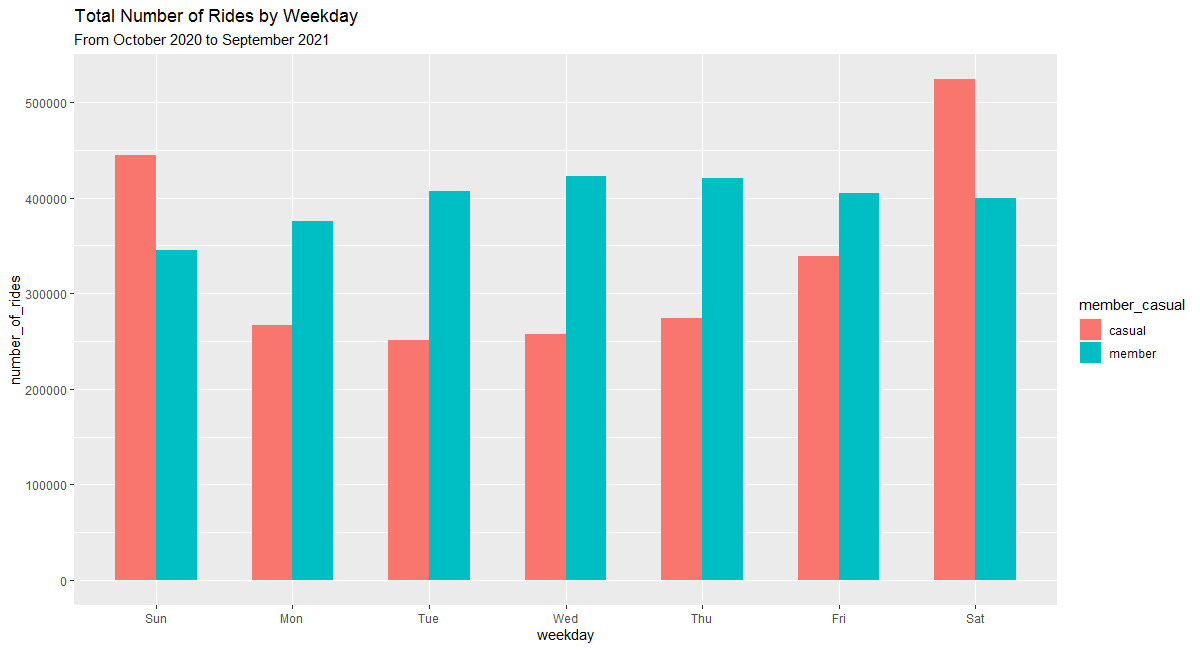 Total Number of Rides by Weekday
From October 2020 to September 2021
number_of_rides
500000
400000
300000
200000
100000
0
Sun Mon Tue Wed Thu Fri Sat
weekday
member_casual
casual
member